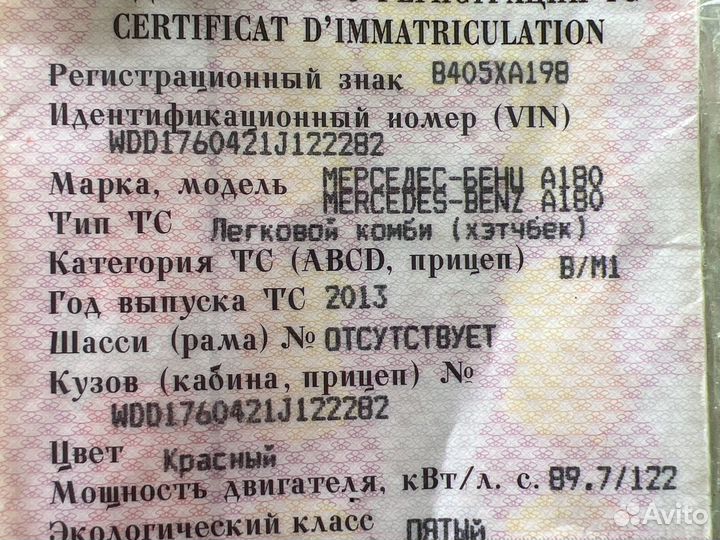 CERTIFICAT D'IMMATRICULATION
Регистрационный знак В405ХА198
Идентификационный номер (VIN)
WDD1760421J122282
Марка, модель МЕРСЕДЕС-БЕНЦ А180
MERCEDES-BENZ A180
Тип ТС Легковой комби (хэтчбек)
Категория ТС (ABCD, прицеп) B/M1
Год выпуска ТС 2013
Шасси (рама) № ОТСУТСТВУЕТ
Кузов (кабина, прицеп) №
WDD1760421J122282
Цвет Красный
Мощность двигателя, кВт/л. с. 89.7/122
Экологический класс ПЯТЫЙ
Avito